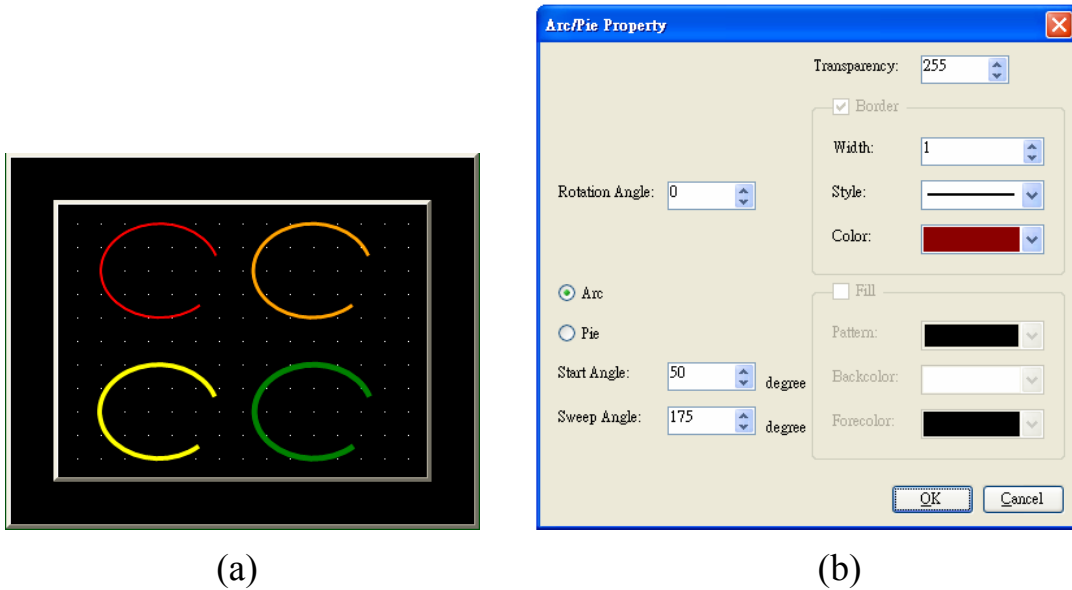 Arc/Pie Property
Transparency: 255
Border
Width: 1
Rotation Angle: 0
Style:
Color:
Arc
Fill
Pie
Pattern:
Start Angle: 50 degree
Backcolor:
Sweep Angle: 175 degree
Forecolor:
OK Cancel
(a) (b)